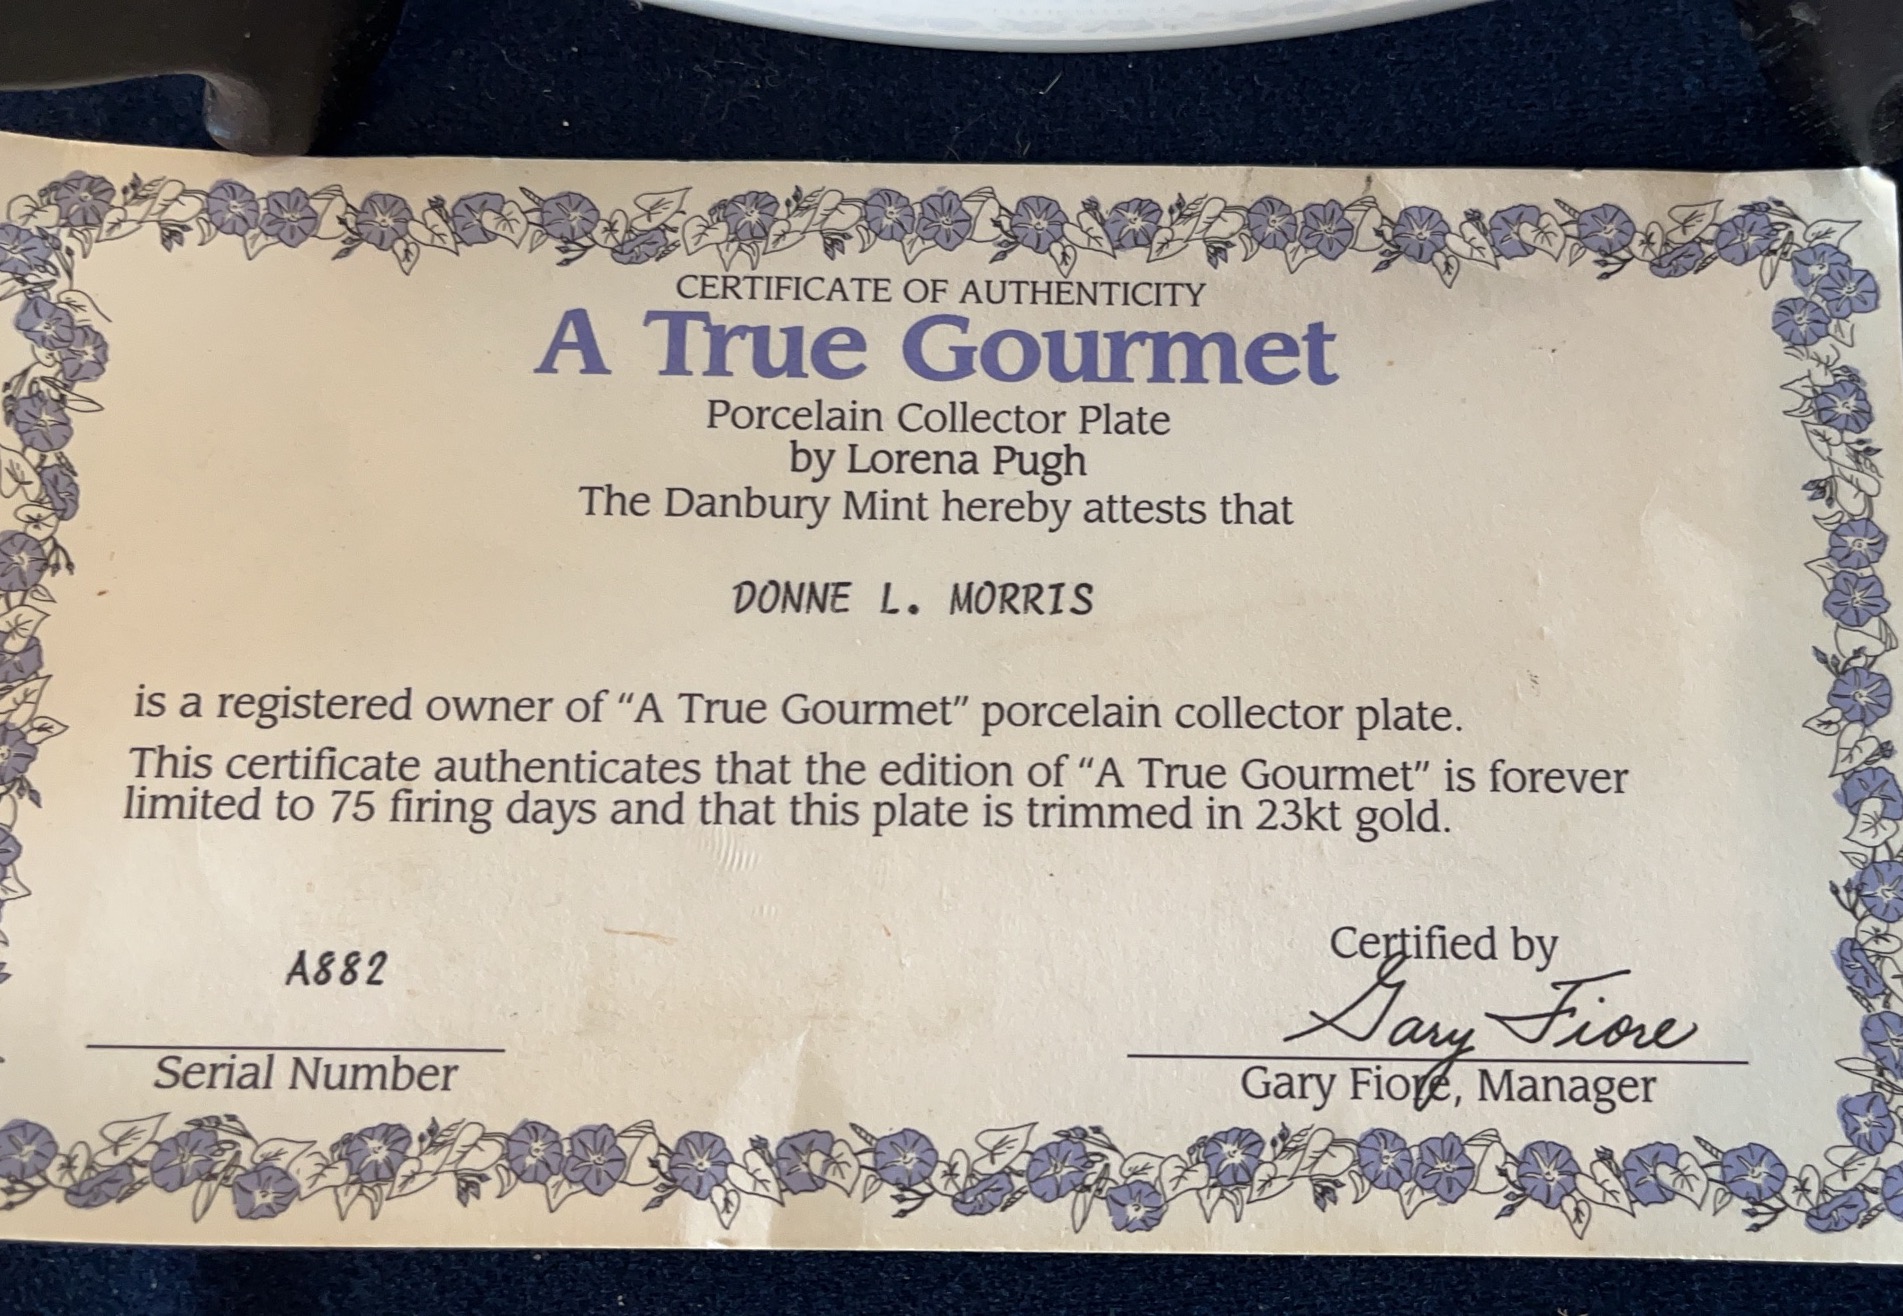 CERTIFICATE OF AUTHENTICITY
A True Gourmet
Porcelain Collector Plate
by Lorena Pugh
The Danbury Mint hereby attests that
DONNE L. MORRIS
is a registered owner of “A True Gourmet” porcelain collector plate.
This certificate authenticates that the edition of “A True Gourmet” is forever
limited to 75 firing days and that this plate is trimmed in 23kt gold.
A882
Serial Number
Certified by
Gary Fiore
Gary Fiore, Manager